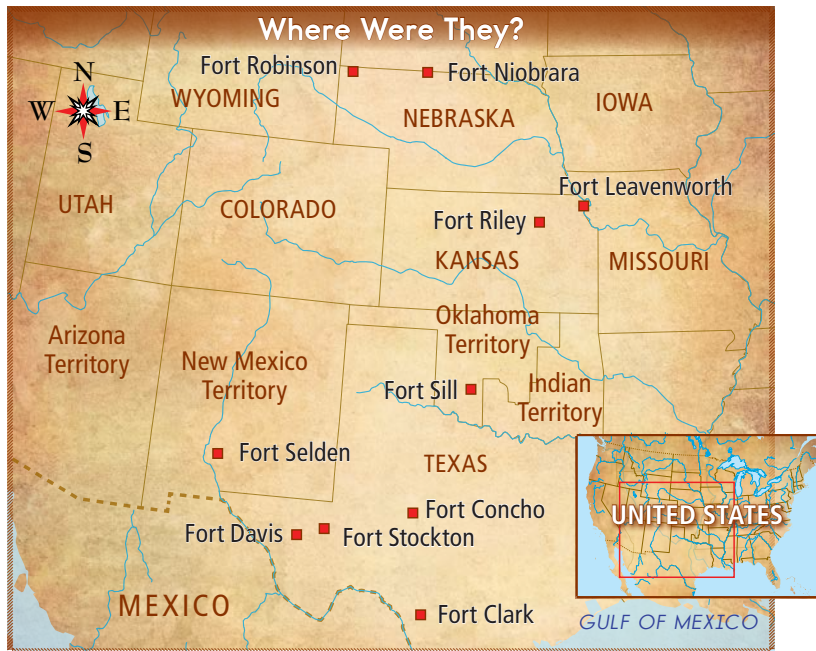 Where Were They?
Fort Robinson
Fort Niobrara
N
W E
S
WYOMING
NEBRASKA
IOWA
Fort Leavenworth
UTAH
COLORADO
Fort Riley
KANSAS
MISSOURI
Oklahoma
Territory
Arizona
Territory
New Mexico
Territory
Fort Sill
Indian
Territory
Fort Selden
TEXAS
Fort Concho
Fort Davis
Fort Stockton
UNITED STATES
MEXICO
Fort Clark
GULF OF MEXICO